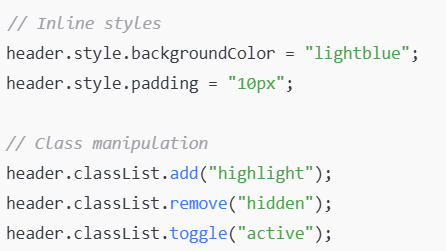 // Inline styles
header.style.backgroundColor = "lightblue";
header.style.padding = "10px";
// Class manipulation
header.classList.add("highlight");
header.classList.remove("hidden");
header.classList.toggle("active");